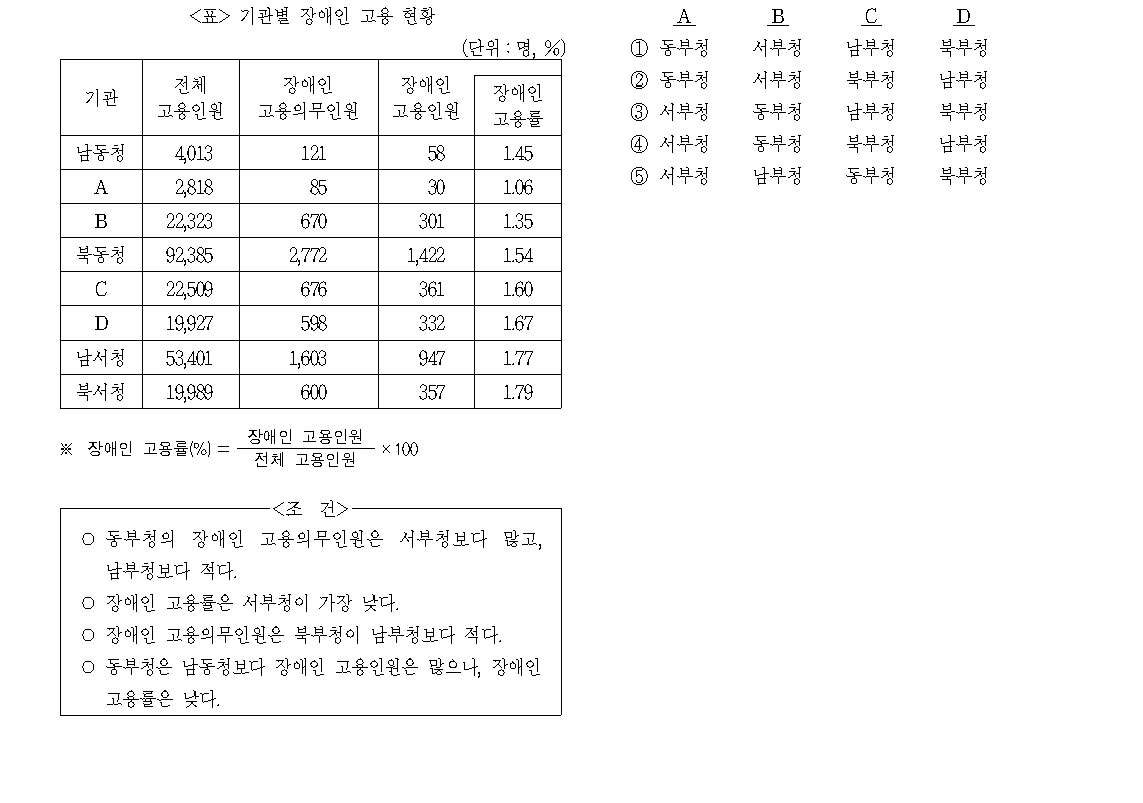 <표> 기관별 장애인 고용 현황
(단위 : 명, %)
기관 전체 고용인원 장애인 고용의무인원 장애인 고용인원 장애인 고용률
남동청 4,013 121 58 1.45
A 2,818 85 30 1.06
B 22,323 670 301 1.35
북동청 92,385 2,772 1,422 1.54
C 22,509 676 361 1.60
D 19,927 598 332 1.67
남서청 53,401 1,603 947 1.77
북서청 19,989 600 357 1.79
※ 장애인 고용률(%) = 장애인 고용인원 / 전체 고용인원 × 100
<조 건>
○ 동부청의 장애인 고용의무인원은 서부청보다 많고,
남부청보다 적다.
○ 장애인 고용률은 서부청이 가장 낮다.
○ 장애인 고용의무인원은 북부청이 남부청보다 적다.
○ 동부청은 남동청보다 장애인 고용인원은 많으나, 장애인
고용률은 낮다.
A B C D
① 동부청 서부청 남부청 북부청
② 동부청 서부청 북부청 남부청
③ 서부청 동부청 남부청 북부청
④ 서부청 동부청 북부청 남부청
⑤ 서부청 남부청 동부청 북부청